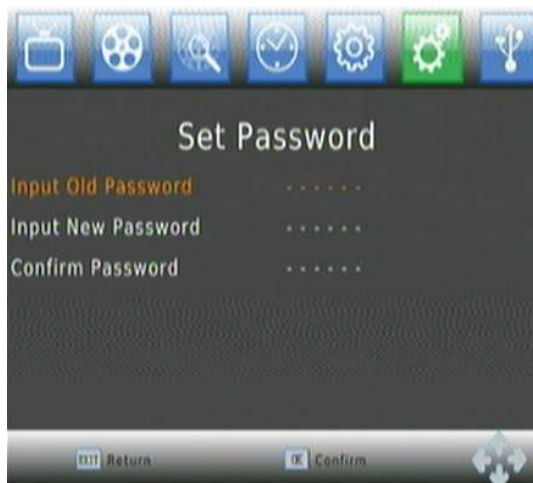 Set Password
Input Old Password ------
Input New Password ------
Confirm Password ------
EXIT Return OK Confirm